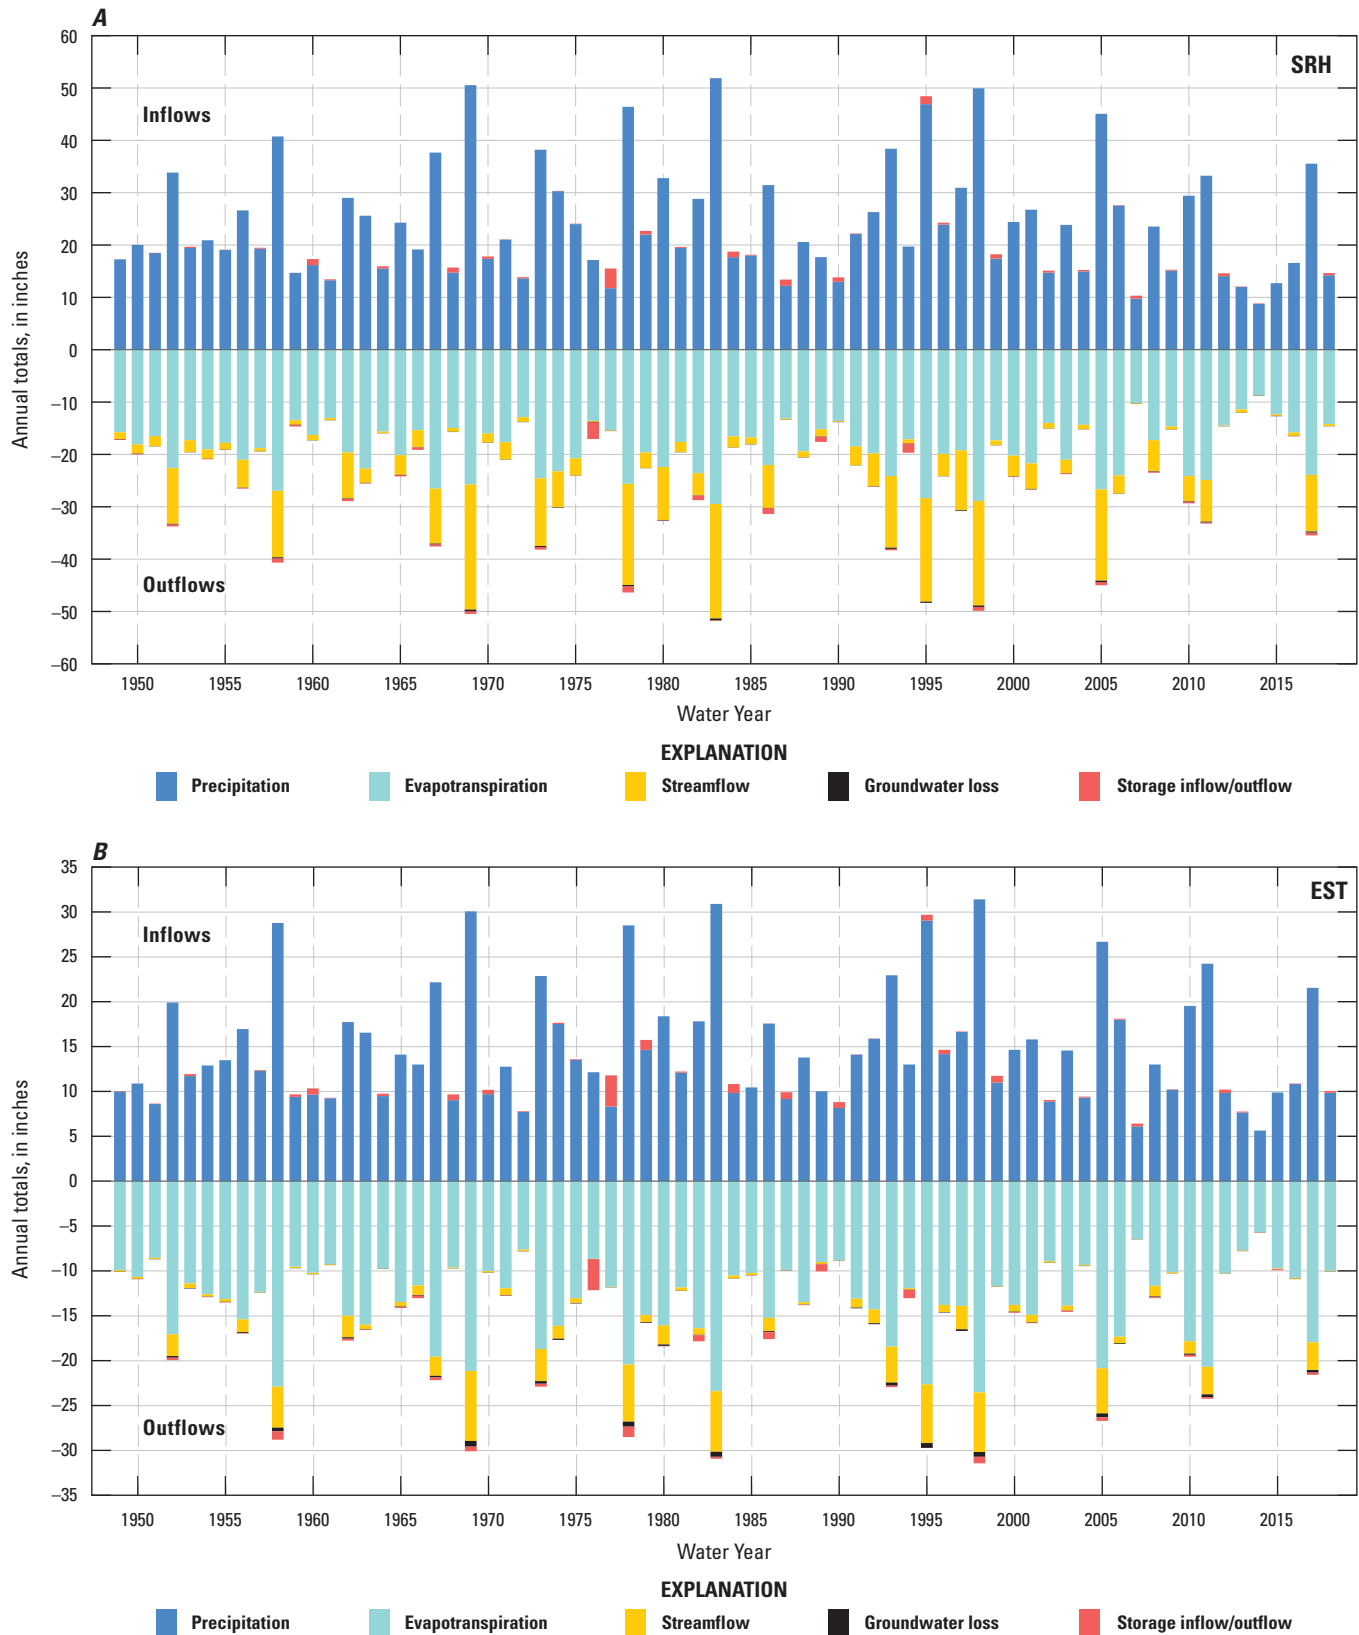 A
SRH
60
50
40
30
20
10
0
–10
–20
–30
–40
–50
–60
Annual totals, in inches
Inflows
Outflows
1950 1955 1960 1965 1970 1975 1980 1985 1990 1995 2000 2005 2010 2015
Water Year
EXPLANATION
Precipitation Evapotranspiration Streamflow Groundwater loss Storage inflow/outflow
B
EST
35
30
25
20
15
10
5
0
–5
–10
–15
–20
–25
–30
–35
Annual totals, in inches
Inflows
Outflows
1950 1955 1960 1965 1970 1975 1980 1985 1990 1995 2000 2005 2010 2015
Water Year
EXPLANATION
Precipitation Evapotranspiration Streamflow Groundwater loss Storage inflow/outflow